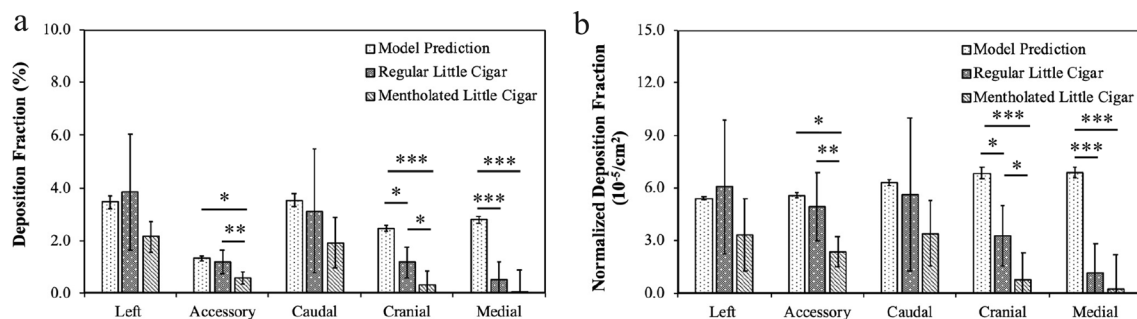 a
10.0
8.0
6.0
4.0
2.0
0.0
Deposition Fraction (%)
Model Prediction
Regular Little Cigar
Mentholated Little Cigar
*
**
***
*
*
***
***
Left Accessory Caudal Cranial Medial
b
15.0
12.0
9.0
6.0
3.0
0.0
Normalized Deposition Fraction
(10⁻⁵/cm²)
Model Prediction
Regular Little Cigar
Mentholated Little Cigar
*
**
***
*
*
***
***
Left Accessory Caudal Cranial Medial